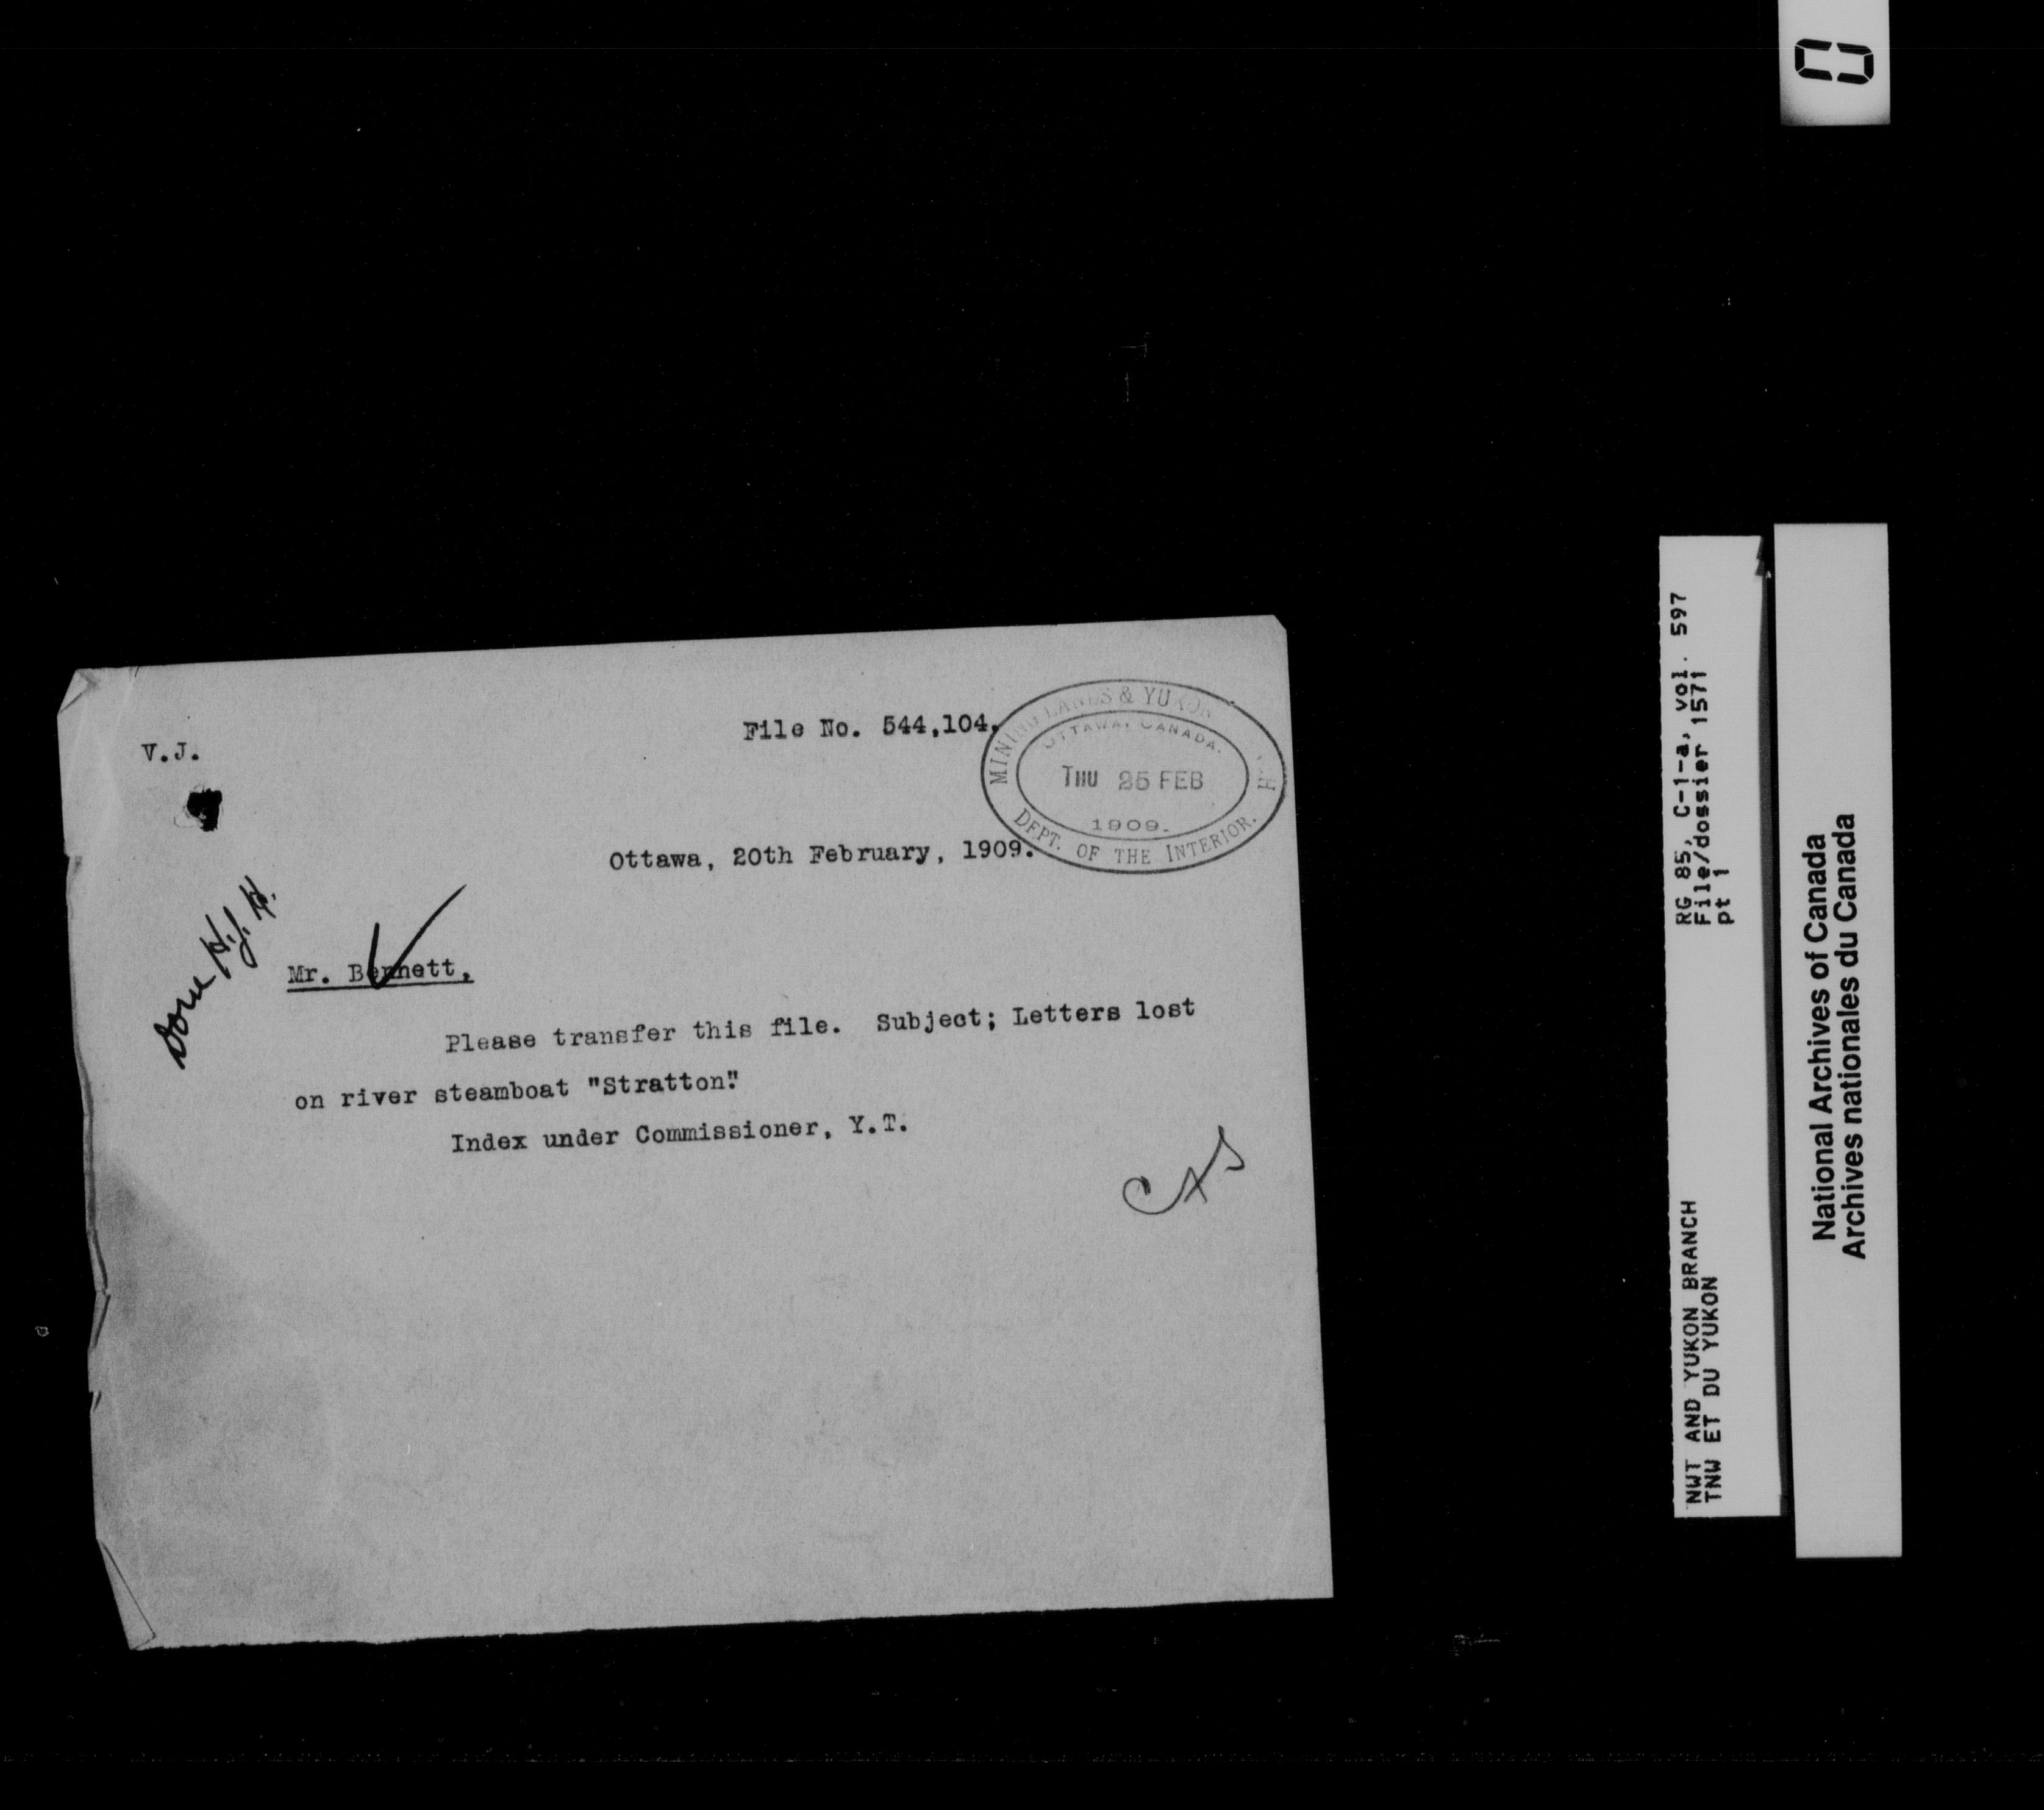 V.J.
File No. 544,104.
MINING LANDS & YUKON
OTTAWA, CANADA.
THU 25 FEB
1909.
DEPT. OF THE INTERIOR.
Ottawa, 20th February, 1909.
Done H.J.H.
Mr. Bennett,
Please transfer this file. Subject; Letters lost
on river steamboat "Stratton".
Index under Commissioner, Y.T.
RG 85, C-1-a, vol. 597
File/dossier 1571
pt 1
NWT AND YUKON BRANCH
TNW ET DU YUKON
National Archives of Canada
Archives nationales du Canada